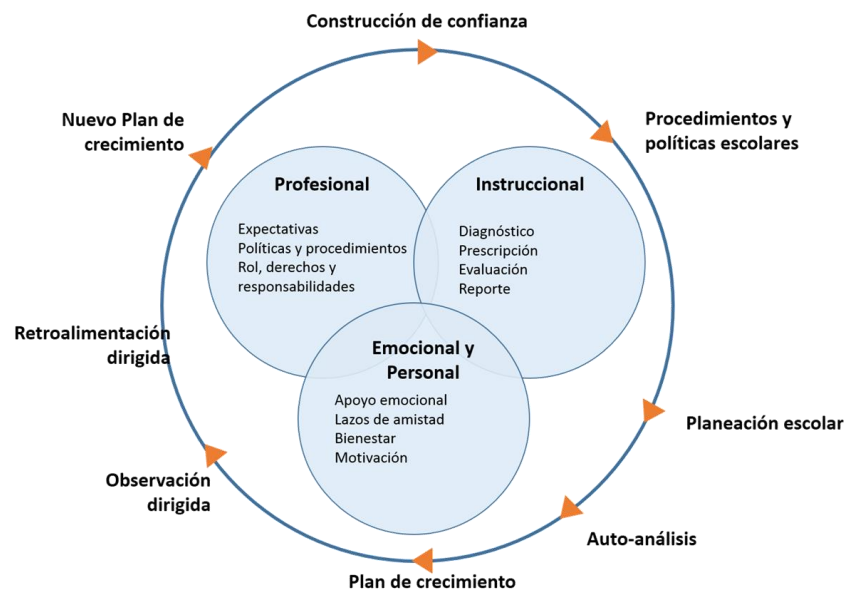 Construcción de confianza
Procedimientos y
políticas escolares
Planeación escolar
Auto-análisis
Plan de crecimiento
Observación
dirigida
Retroalimentación
dirigida
Nuevo Plan de
crecimiento
Profesional
Expectativas
Políticas y procedimientos
Rol, derechos y
responsabilidades
Instruccional
Diagnóstico
Prescripción
Evaluación
Reporte
Emocional y
Personal
Apoyo emocional
Lazos de amistad
Bienestar
Motivación